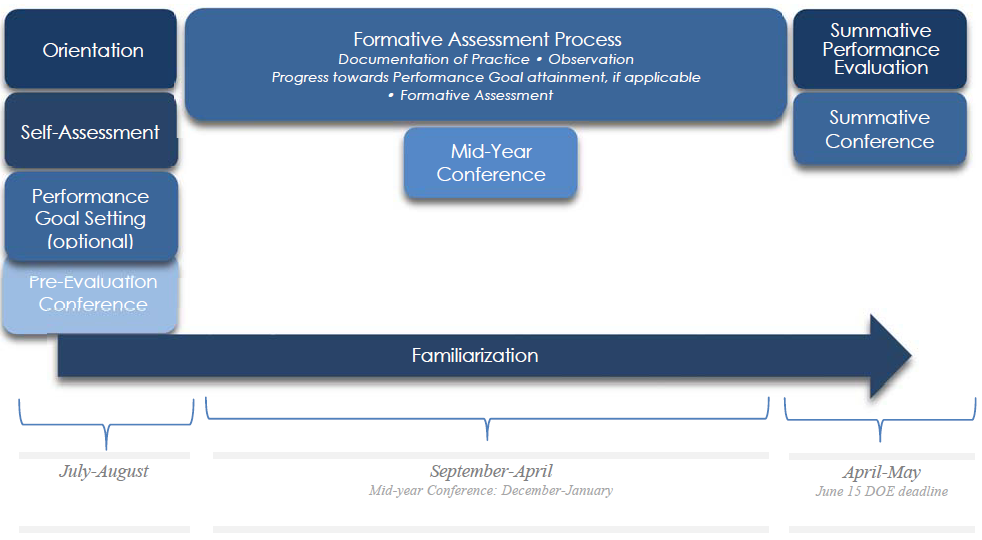 Orientation
Self-Assessment
Performance
Goal Setting
(optional)
Pre-Evaluation
Conference
Formative Assessment Process
Documentation of Practice • Observation
Progress towards Performance Goal attainment, if applicable
• Formative Assessment
Mid-Year
Conference
Summative
Performance
Evaluation
Summative
Conference
Familiarization
July-August
September-April
Mid-year Conference: December-January
April-May
June 15 DOE deadline